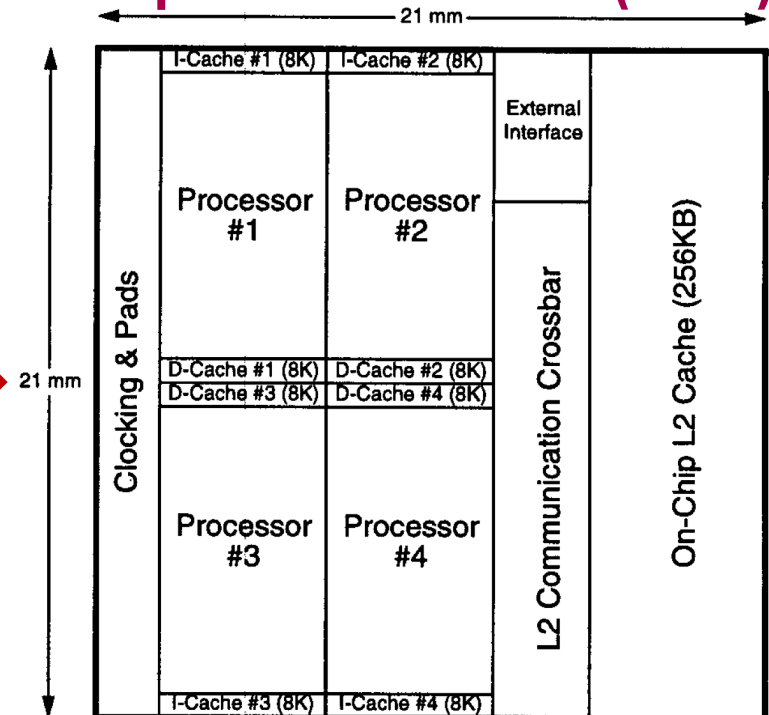 21 mm
I-Cache #1 (8K)
I-Cache #2 (8K)
External
Interface
Processor
#1
Processor
#2
Clocking & Pads
21 mm
D-Cache #1 (8K)
D-Cache #2 (8K)
D-Cache #3 (8K)
D-Cache #4 (8K)
L2 Communication Crossbar
On-Chip L2 Cache (256KB)
Processor
#3
Processor
#4
I-Cache #3 (8K)
I-Cache #4 (8K)